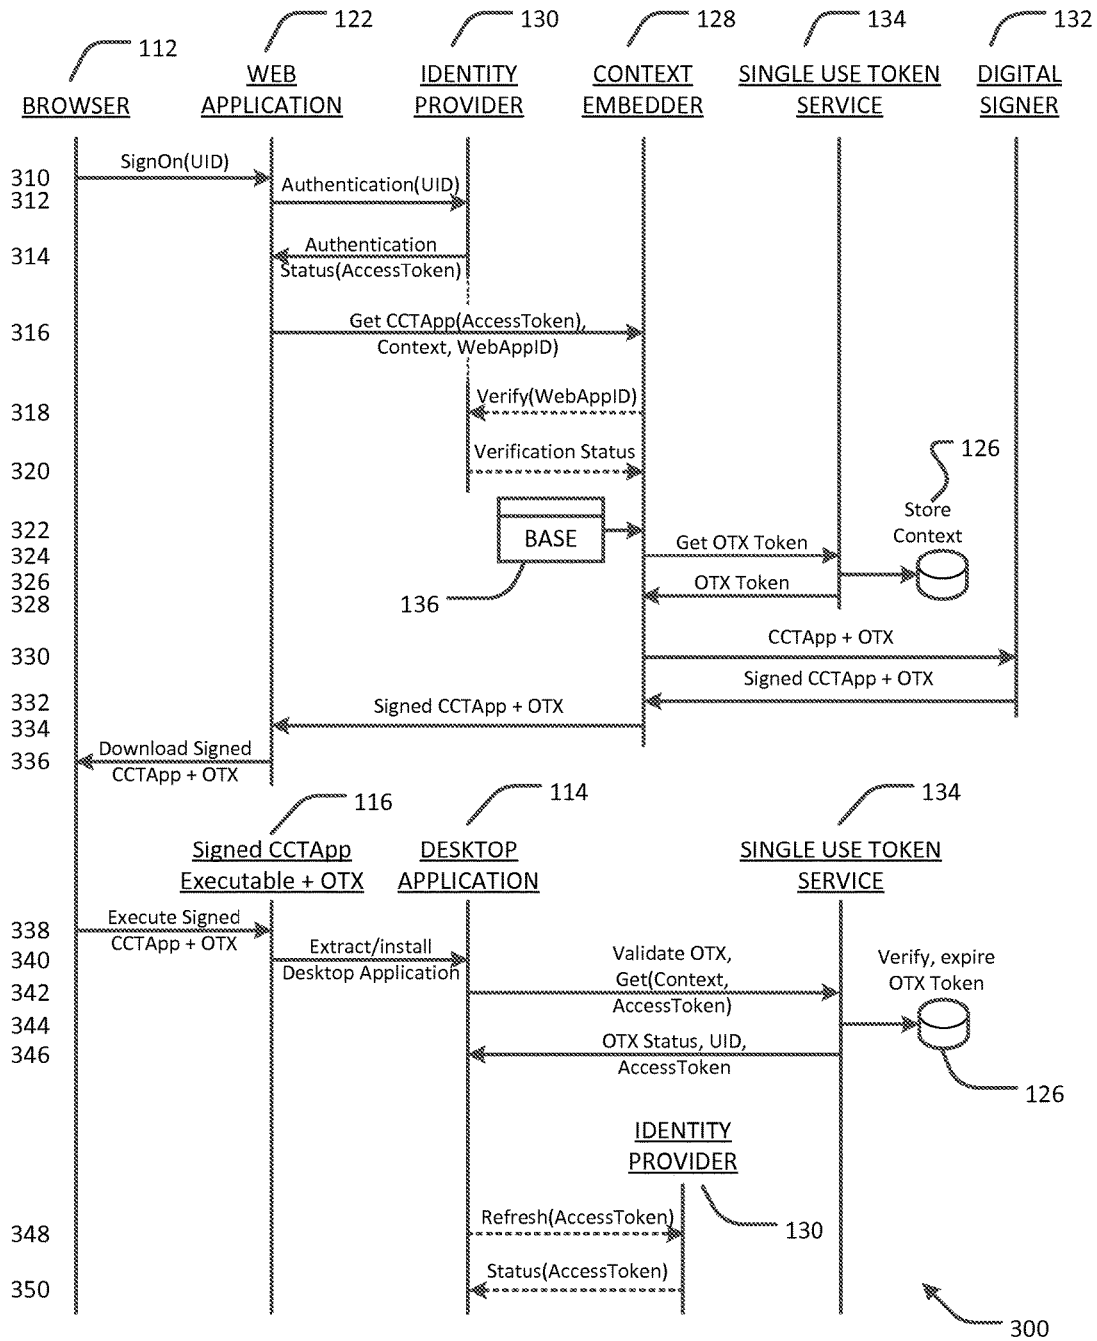 112
122
130
128
134
132
BROWSER
WEB
APPLICATION
IDENTITY
PROVIDER
CONTEXT
EMBEDDER
SINGLE USE TOKEN
SERVICE
DIGITAL
SIGNER
310
SignOn(UID)
312
Authentication(UID)
314
Authentication
Status(AccessToken)
316
Get CCTApp(AccessToken),
Context, WebAppID)
318
Verify(WebAppID)
320
Verification Status
126
Store
Context
322
BASE
136
324
Get OTX Token
326
328
OTX Token
330
CCTApp + OTX
332
Signed CCTApp + OTX
334
Signed CCTApp + OTX
336
Download Signed
CCTApp + OTX
116
114
134
Signed CCTApp
Executable + OTX
DESKTOP
APPLICATION
SINGLE USE TOKEN
SERVICE
338
Execute Signed
CCTApp + OTX
340
Extract/install
Desktop Application
342
Validate OTX,
Get(Context,
AccessToken)
344
Verify, expire
OTX Token
126
346
OTX Status, UID,
AccessToken
IDENTITY
PROVIDER
130
348
Refresh(AccessToken)
350
Status(AccessToken)
300